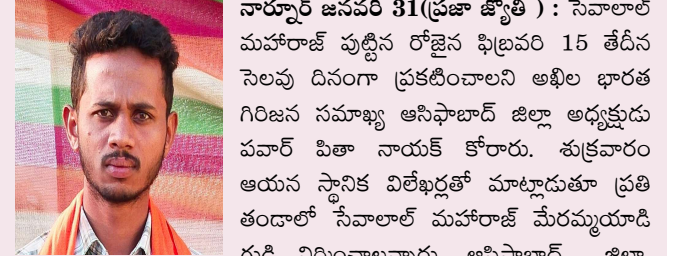 నార్నూర్ జనవరి 31(ప్రజా జ్యోతి ) : సేవాలాల్
మహారాజ్ పుట్టిన రోజైన ఫిబ్రవరి 15 తేదీన
సెలవు దినంగా ప్రకటించాలని అఖిల భారత
గిరిజన సమాఖ్య ఆసిఫాబాద్ జిల్లా అధ్యక్షుడు
పవార్ పితా నాయక్ కోరారు. శుక్రవారం
ఆయన స్థానిక విలేఖర్లతో మాట్లాడుతూ ప్రతి
తండాలో సేవాలాల్ మహారాజ్ మేరమ్మయాడి